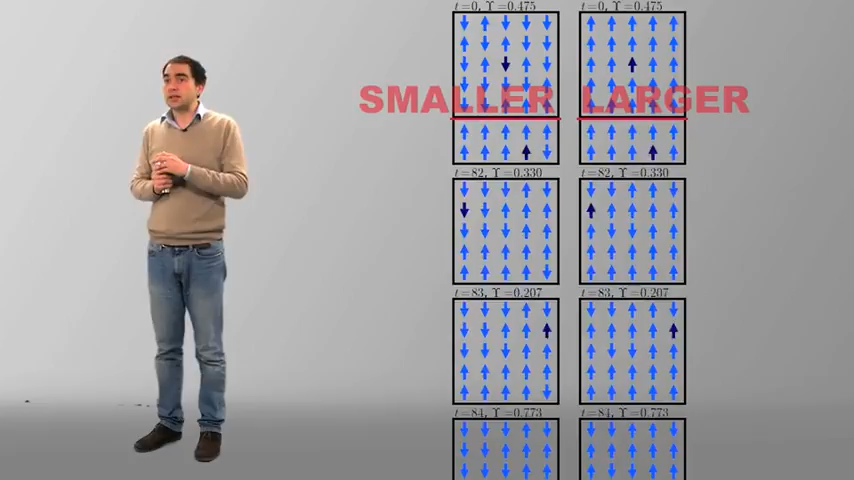 t=0, ϒ=0.475
t=0, ϒ=0.475
SMALLER LARGER
t=82, ϒ=0.330
t=82, ϒ=0.330
t=83, ϒ=0.207
t=83, ϒ=0.207
t=84, ϒ=0.773
t=84, ϒ=0.773